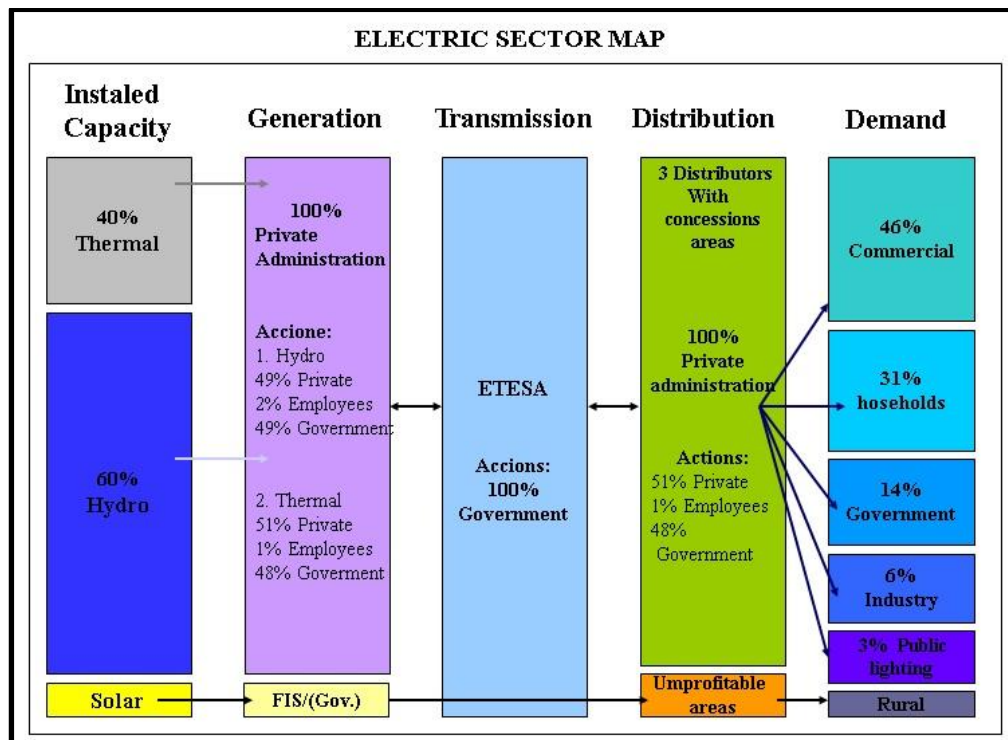 ELECTRIC SECTOR MAP
Instaled
Capacity
Generation
Transmission
Distribution
Demand
40%
Thermal
60%
Hydro
Solar
100%
Private
Administration
Accione:
1. Hydro
49% Private
2% Employees
49% Government
2. Thermal
51% Private
1% Employees
48% Goverment
FIS/(Gov.)
ETESA
Accions:
100%
Government
3 Distributors
With
concessions
areas
100%
Private
administration
Actions:
51% Private
1% Employees
48%
Government
Umprofitable
areas
46%
Commercial
31%
hoseholds
14%
Government
6%
Industry
3% Public
lighting
Rural